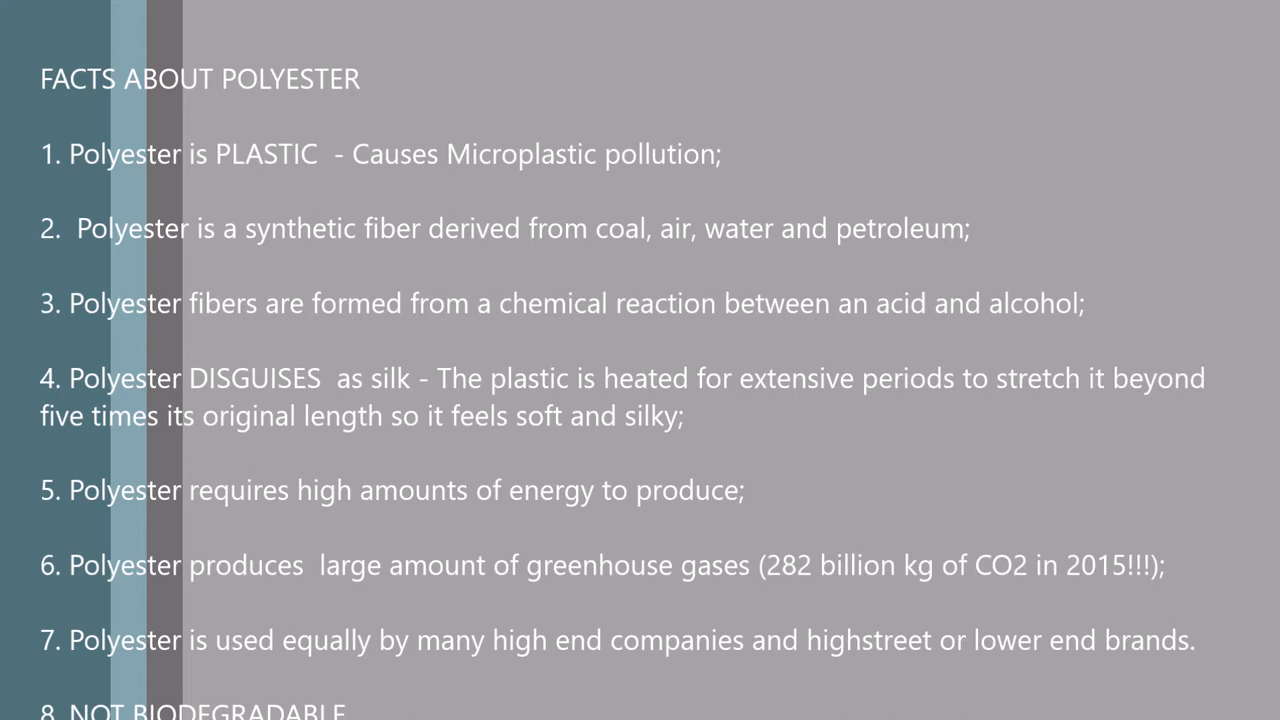 FACTS ABOUT POLYESTER
1. Polyester is PLASTIC  - Causes Microplastic pollution;
2.  Polyester is a synthetic fiber derived from coal, air, water and petroleum;
3. Polyester fibers are formed from a chemical reaction between an acid and alcohol;
4. Polyester DISGUISES  as silk - The plastic is heated for extensive periods to stretch it beyond
five times its original length so it feels soft and silky;
5. Polyester requires high amounts of energy to produce;
6. Polyester produces  large amount of greenhouse gases (282 billion kg of CO2 in 2015!!!);
7. Polyester is used equally by many high end companies and highstreet or lower end brands.
8. NOT BIODEGRADABLE